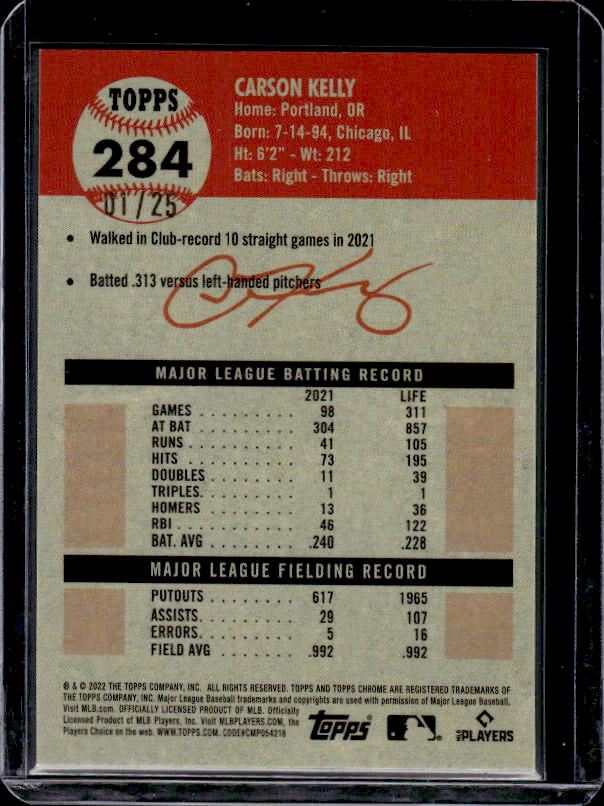 TOPPS
284
01/25
CARSON KELLY
Home: Portland, OR
Born: 7-14-94, Chicago, IL
Ht: 6'2" - Wt: 212
Bats: Right - Throws: Right
• Walked in Club-record 10 straight games in 2021
• Batted .313 versus left-handed pitchers
MAJOR LEAGUE BATTING RECORD
2021 LIFE
GAMES . . . . . . . . . 98 311
AT BAT . . . . . . . . . 304 857
RUNS . . . . . . . . . . 41 105
HITS . . . . . . . . . . 73 195
DOUBLES . . . . . . . . 11 39
TRIPLES. . . . . . . . . 1 1
HOMERS . . . . . . . . 13 36
RBI . . . . . . . . . . . 46 122
BAT. AVG . . . . . . . . .240 .228
MAJOR LEAGUE FIELDING RECORD
PUTOUTS . . . . . . . . 617 1965
ASSISTS. . . . . . . . . 29 107
ERRORS. . . . . . . . . 5 16
FIELD AVG . . . . . . . .992 .992
® & © 2022 THE TOPPS COMPANY, INC. ALL RIGHTS RESERVED. TOPPS AND TOPPS CHROME ARE REGISTERED TRADEMARKS OF
THE TOPPS COMPANY, INC. Major League Baseball trademarks and copyrights are used with permission of Major League Baseball.
Visit MLB.com. OFFICIALLY LICENSED PRODUCT OF MLB. Officially
Licensed Product of MLB Players, Inc. Visit MLBPLAYERS.COM, the
Players Choice on the web. WWW.TOPPS.COM. CODE#CMP054218
topps
MLB PLAYERS